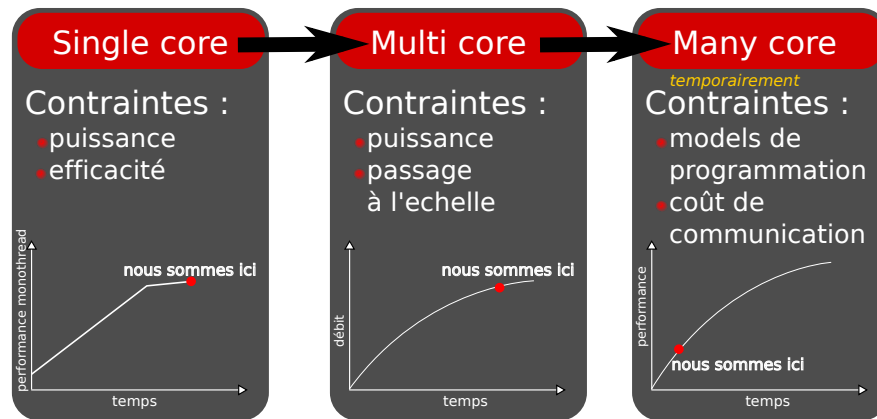 Single core
Contraintes :
puissance
efficacité
performance monothread
nous sommes ici
temps
Multi core
Contraintes :
puissance
passage
à l'echelle
débit
nous sommes ici
temps
Many core
temporairement
Contraintes :
models de
programmation
coût de
communication
performance
nous sommes ici
temps